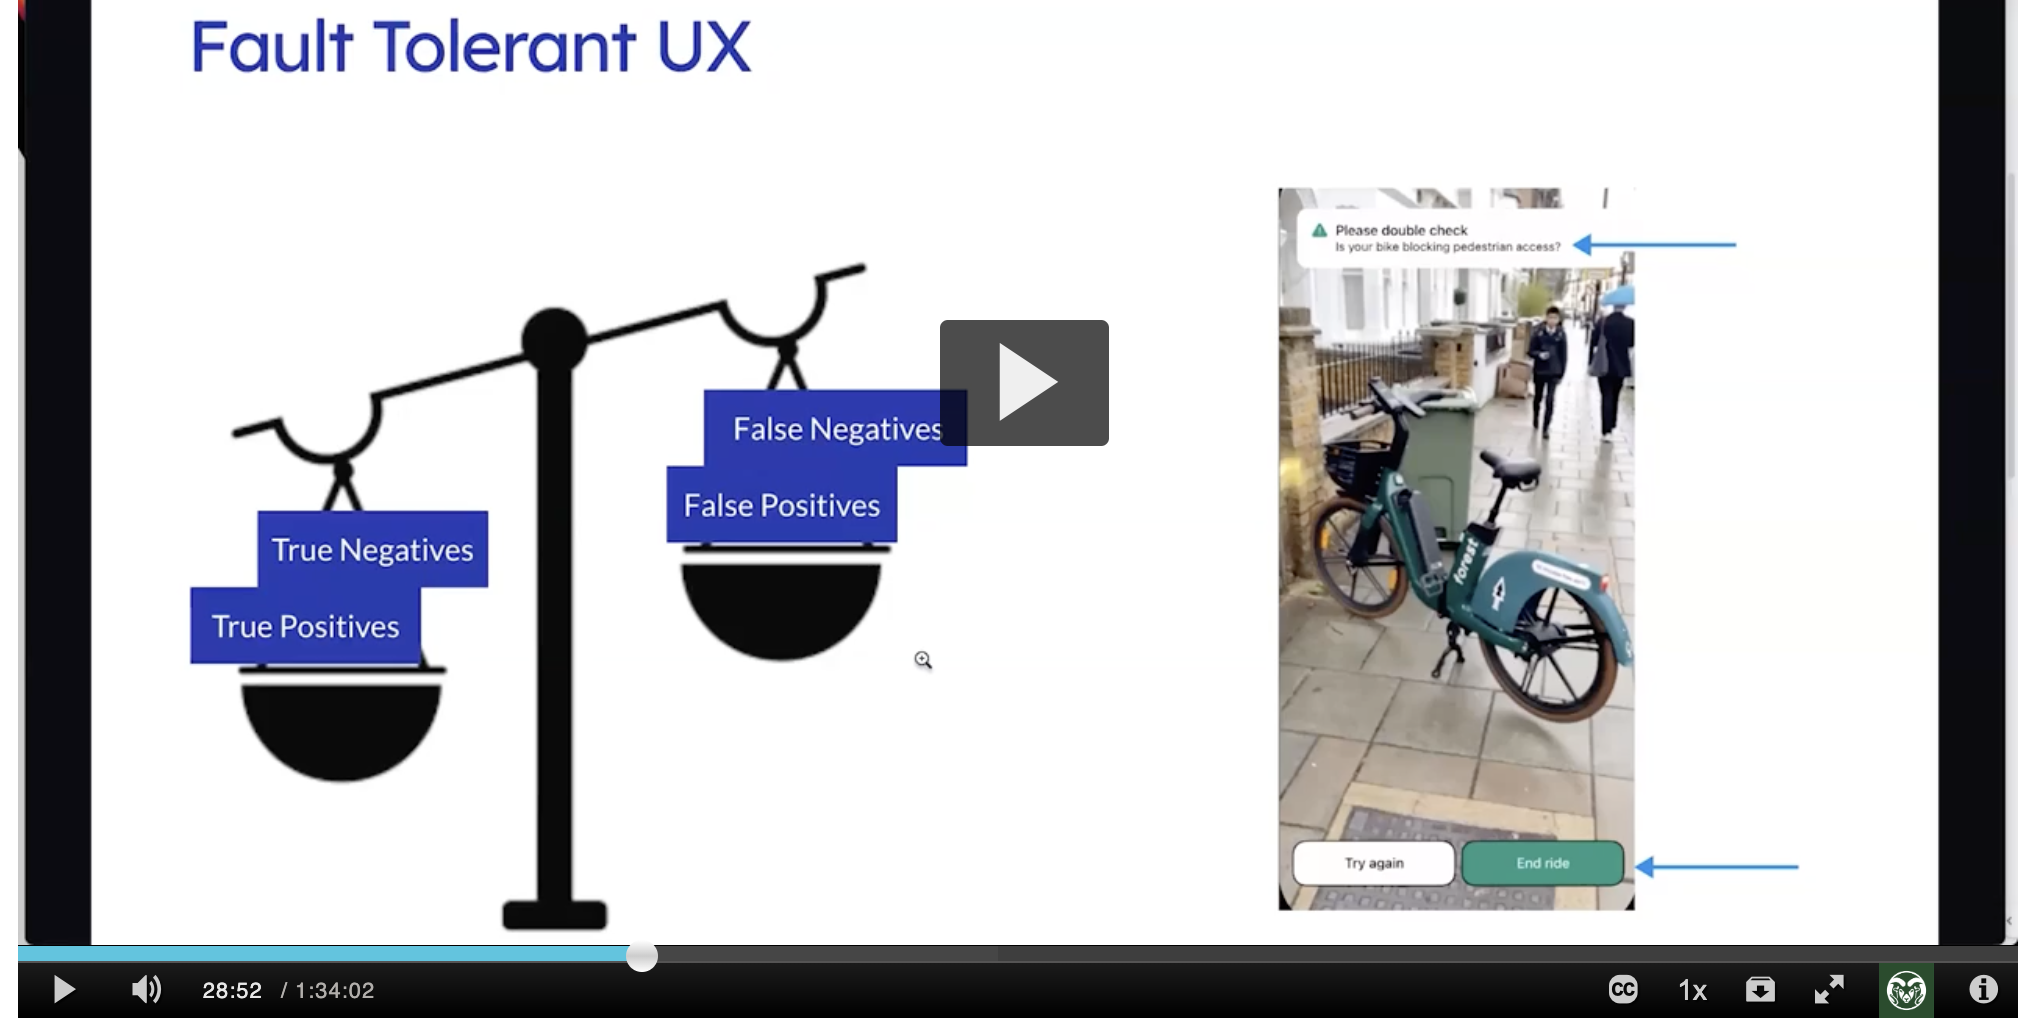 Fault Tolerant UX
False Negatives
False Positives
True Negatives
True Positives
Please double check
Is your bike blocking pedestrian access?
forest
Try again
End ride
28:52 / 1:34:02
CC
1x